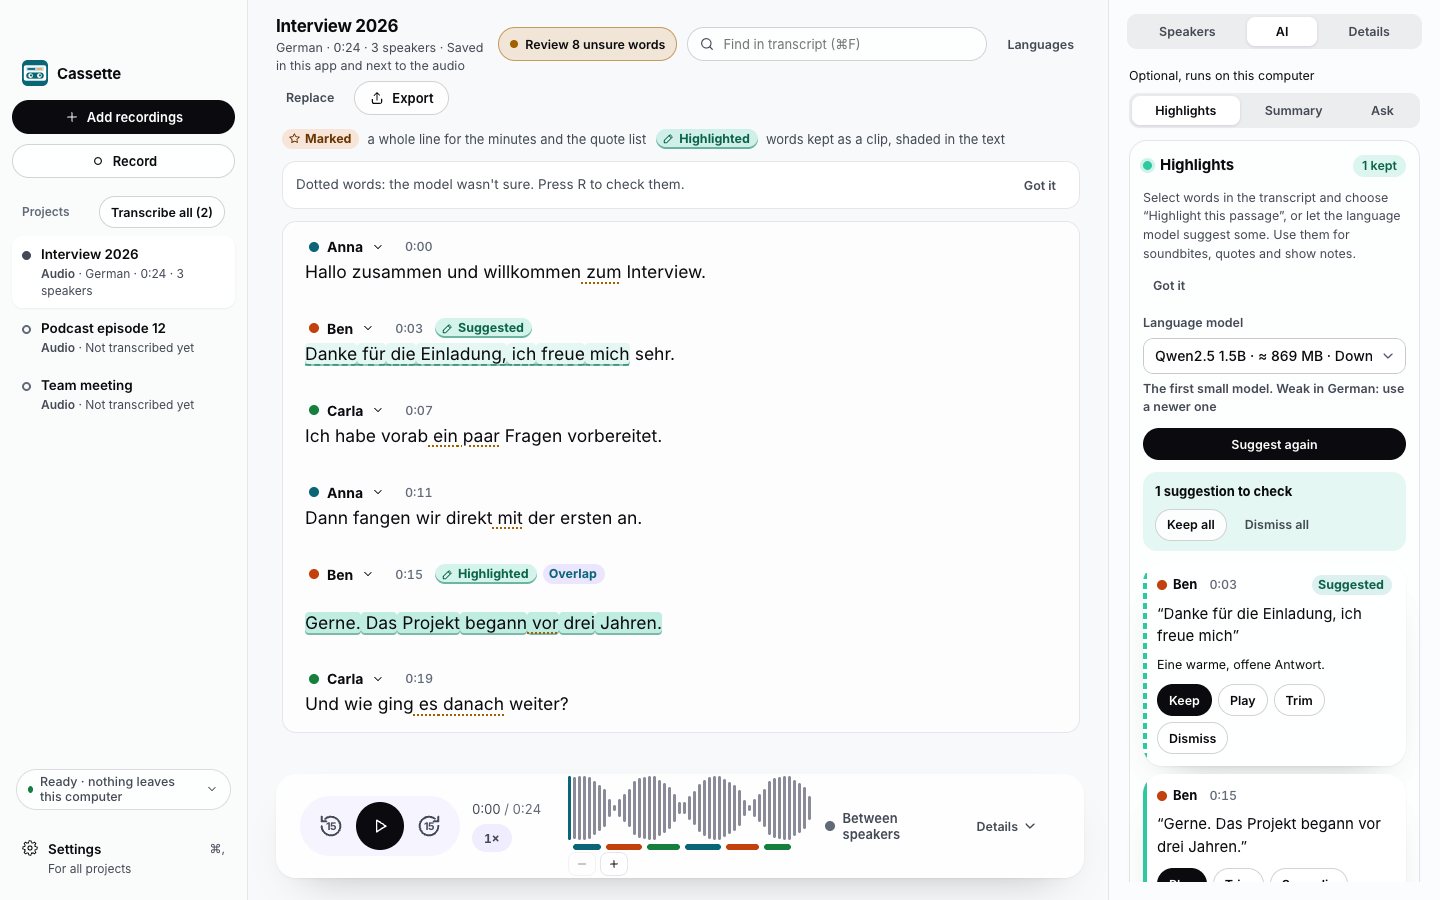 Cassette
Add recordings
Record
Projects
Transcribe all (2)
Interview 2026
Audio · German · 0:24 · 3
speakers
Podcast episode 12
Audio · Not transcribed yet
Team meeting
Audio · Not transcribed yet
Ready · nothing leaves
this computer
Settings
⌘,
For all projects
Interview 2026
German · 0:24 · 3 speakers · Saved
in this app and next to the audio
Review 8 unsure words
Find in transcript (⌘F)
Languages
Replace
Export
Marked a whole line for the minutes and the quote list Highlighted words kept as a clip, shaded in the text
Dotted words: the model wasn't sure. Press R to check them.
Got it
Anna 0:00
Hallo zusammen und willkommen zum Interview.
Ben 0:03 Suggested
Danke für die Einladung, ich freue mich sehr.
Carla 0:07
Ich habe vorab ein paar Fragen vorbereitet.
Anna 0:11
Dann fangen wir direkt mit der ersten an.
Ben 0:15 Highlighted Overlap
Gerne. Das Projekt begann vor drei Jahren.
Carla 0:19
Und wie ging es danach weiter?
15
15
0:00 / 0:24
1×
− +
Between
speakers
Details
Speakers AI Details
Optional, runs on this computer
Highlights Summary Ask
Highlights
1 kept
Select words in the transcript and choose
“Highlight this passage”, or let the language
model suggest some. Use them for
soundbites, quotes and show notes.
Got it
Language model
Qwen2.5 1.5B · ≈ 869 MB · Down
The first small model. Weak in German: use
a newer one
Suggest again
1 suggestion to check
Keep all Dismiss all
Ben 0:03 Suggested
“Danke für die Einladung, ich
freue mich”
Eine warme, offene Antwort.
Keep Play Trim
Dismiss
Ben 0:15
“Gerne. Das Projekt begann vor
drei Jahren.”